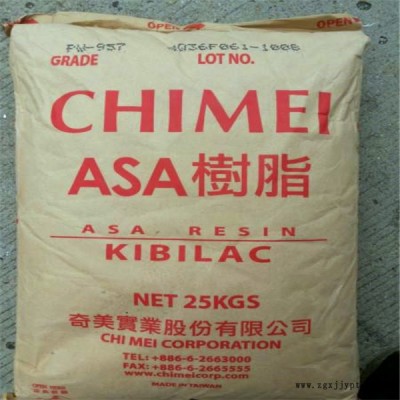 OPEN
PW-957
GRADE LOT NO.
CHIMEI
ASA樹脂
ASA RESIN
KIBILAC
NET 25KGS
奇美實業股份有限公司
CHI MEI CORPORATION
TEL: +886-6-2663000
FAX: +886-6-2665555
www.chimeicorp.com
MADE IN TAIWAN